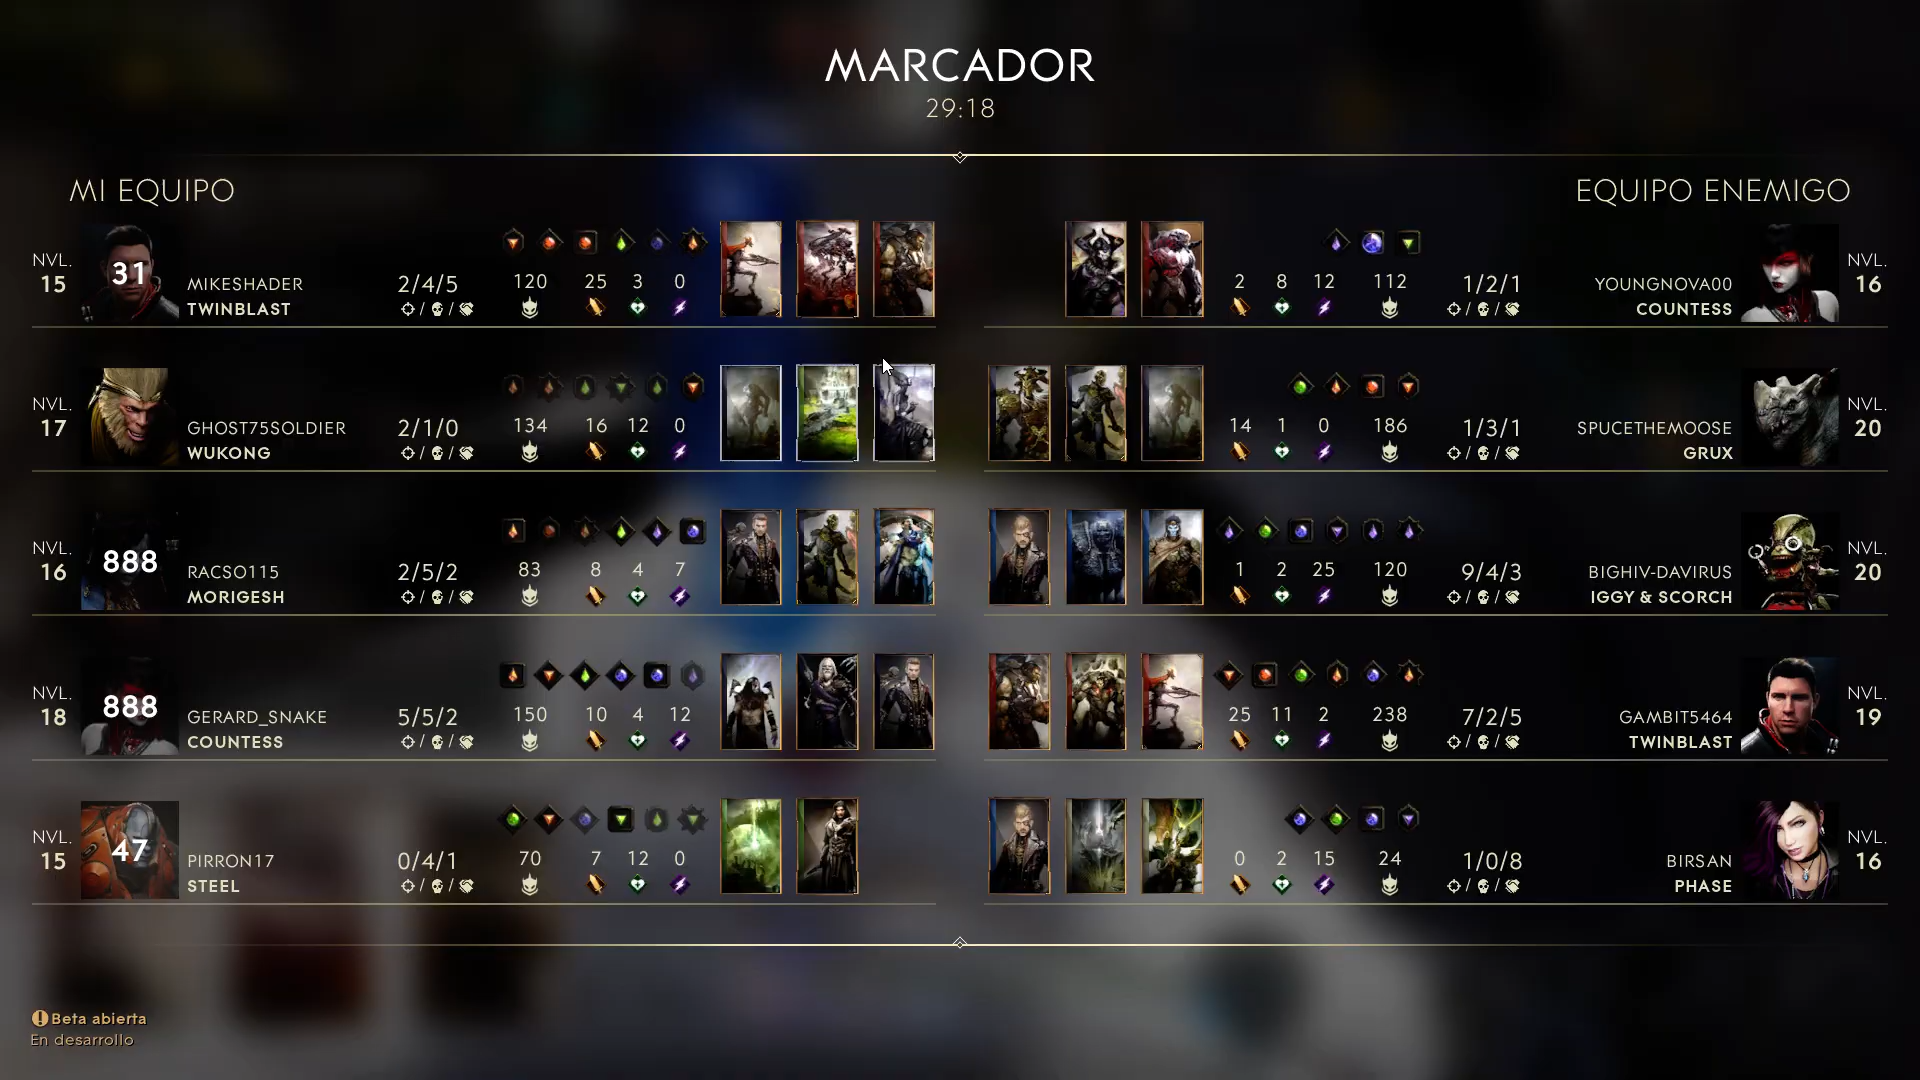 MARCADOR
29:18
MI EQUIPO
EQUIPO ENEMIGO
NVL. 15
31
MIKESHADER
TWINBLAST
2/4/5
120 25 3 0
2 8 12 112
1/2/1
YOUNGNOVA00
COUNTESS
NVL. 16
NVL. 17
GHOST75SOLDIER
WUKONG
2/1/0
134 16 12 0
14 1 0 186
1/3/1
SPUCETHEMOOSE
GRUX
NVL. 20
NVL. 16
888
RACSO115
MORIGESH
2/5/2
83 8 4 7
1 2 25 120
9/4/3
BIGHIV-DAVIRUS
IGGY & SCORCH
NVL. 20
NVL. 18
888
GERARD_SNAKE
COUNTESS
5/5/2
150 10 4 12
25 11 2 238
7/2/5
GAMBIT5464
TWINBLAST
NVL. 19
NVL. 15
47
PIRRON17
STEEL
0/4/1
70 7 12 0
0 2 15 24
1/0/8
BIRSAN
PHASE
NVL. 16
Beta abierta
En desarrollo